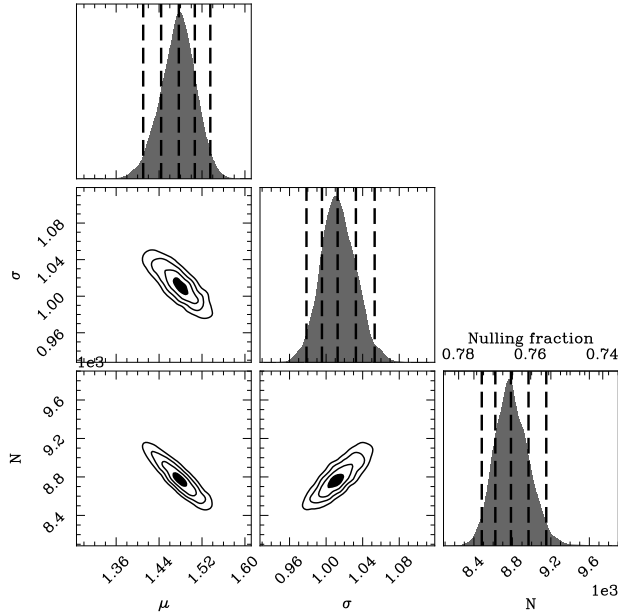 σ
1.08
1.04
1.00
0.96
Nulling fraction
0.78 0.76 0.74
1e3
N
9.6
9.2
8.8
8.4
1.36 1.44 1.52 1.60
μ
0.96 1.00 1.04 1.08
σ
8.4 8.8 9.2 9.6
1e3
N